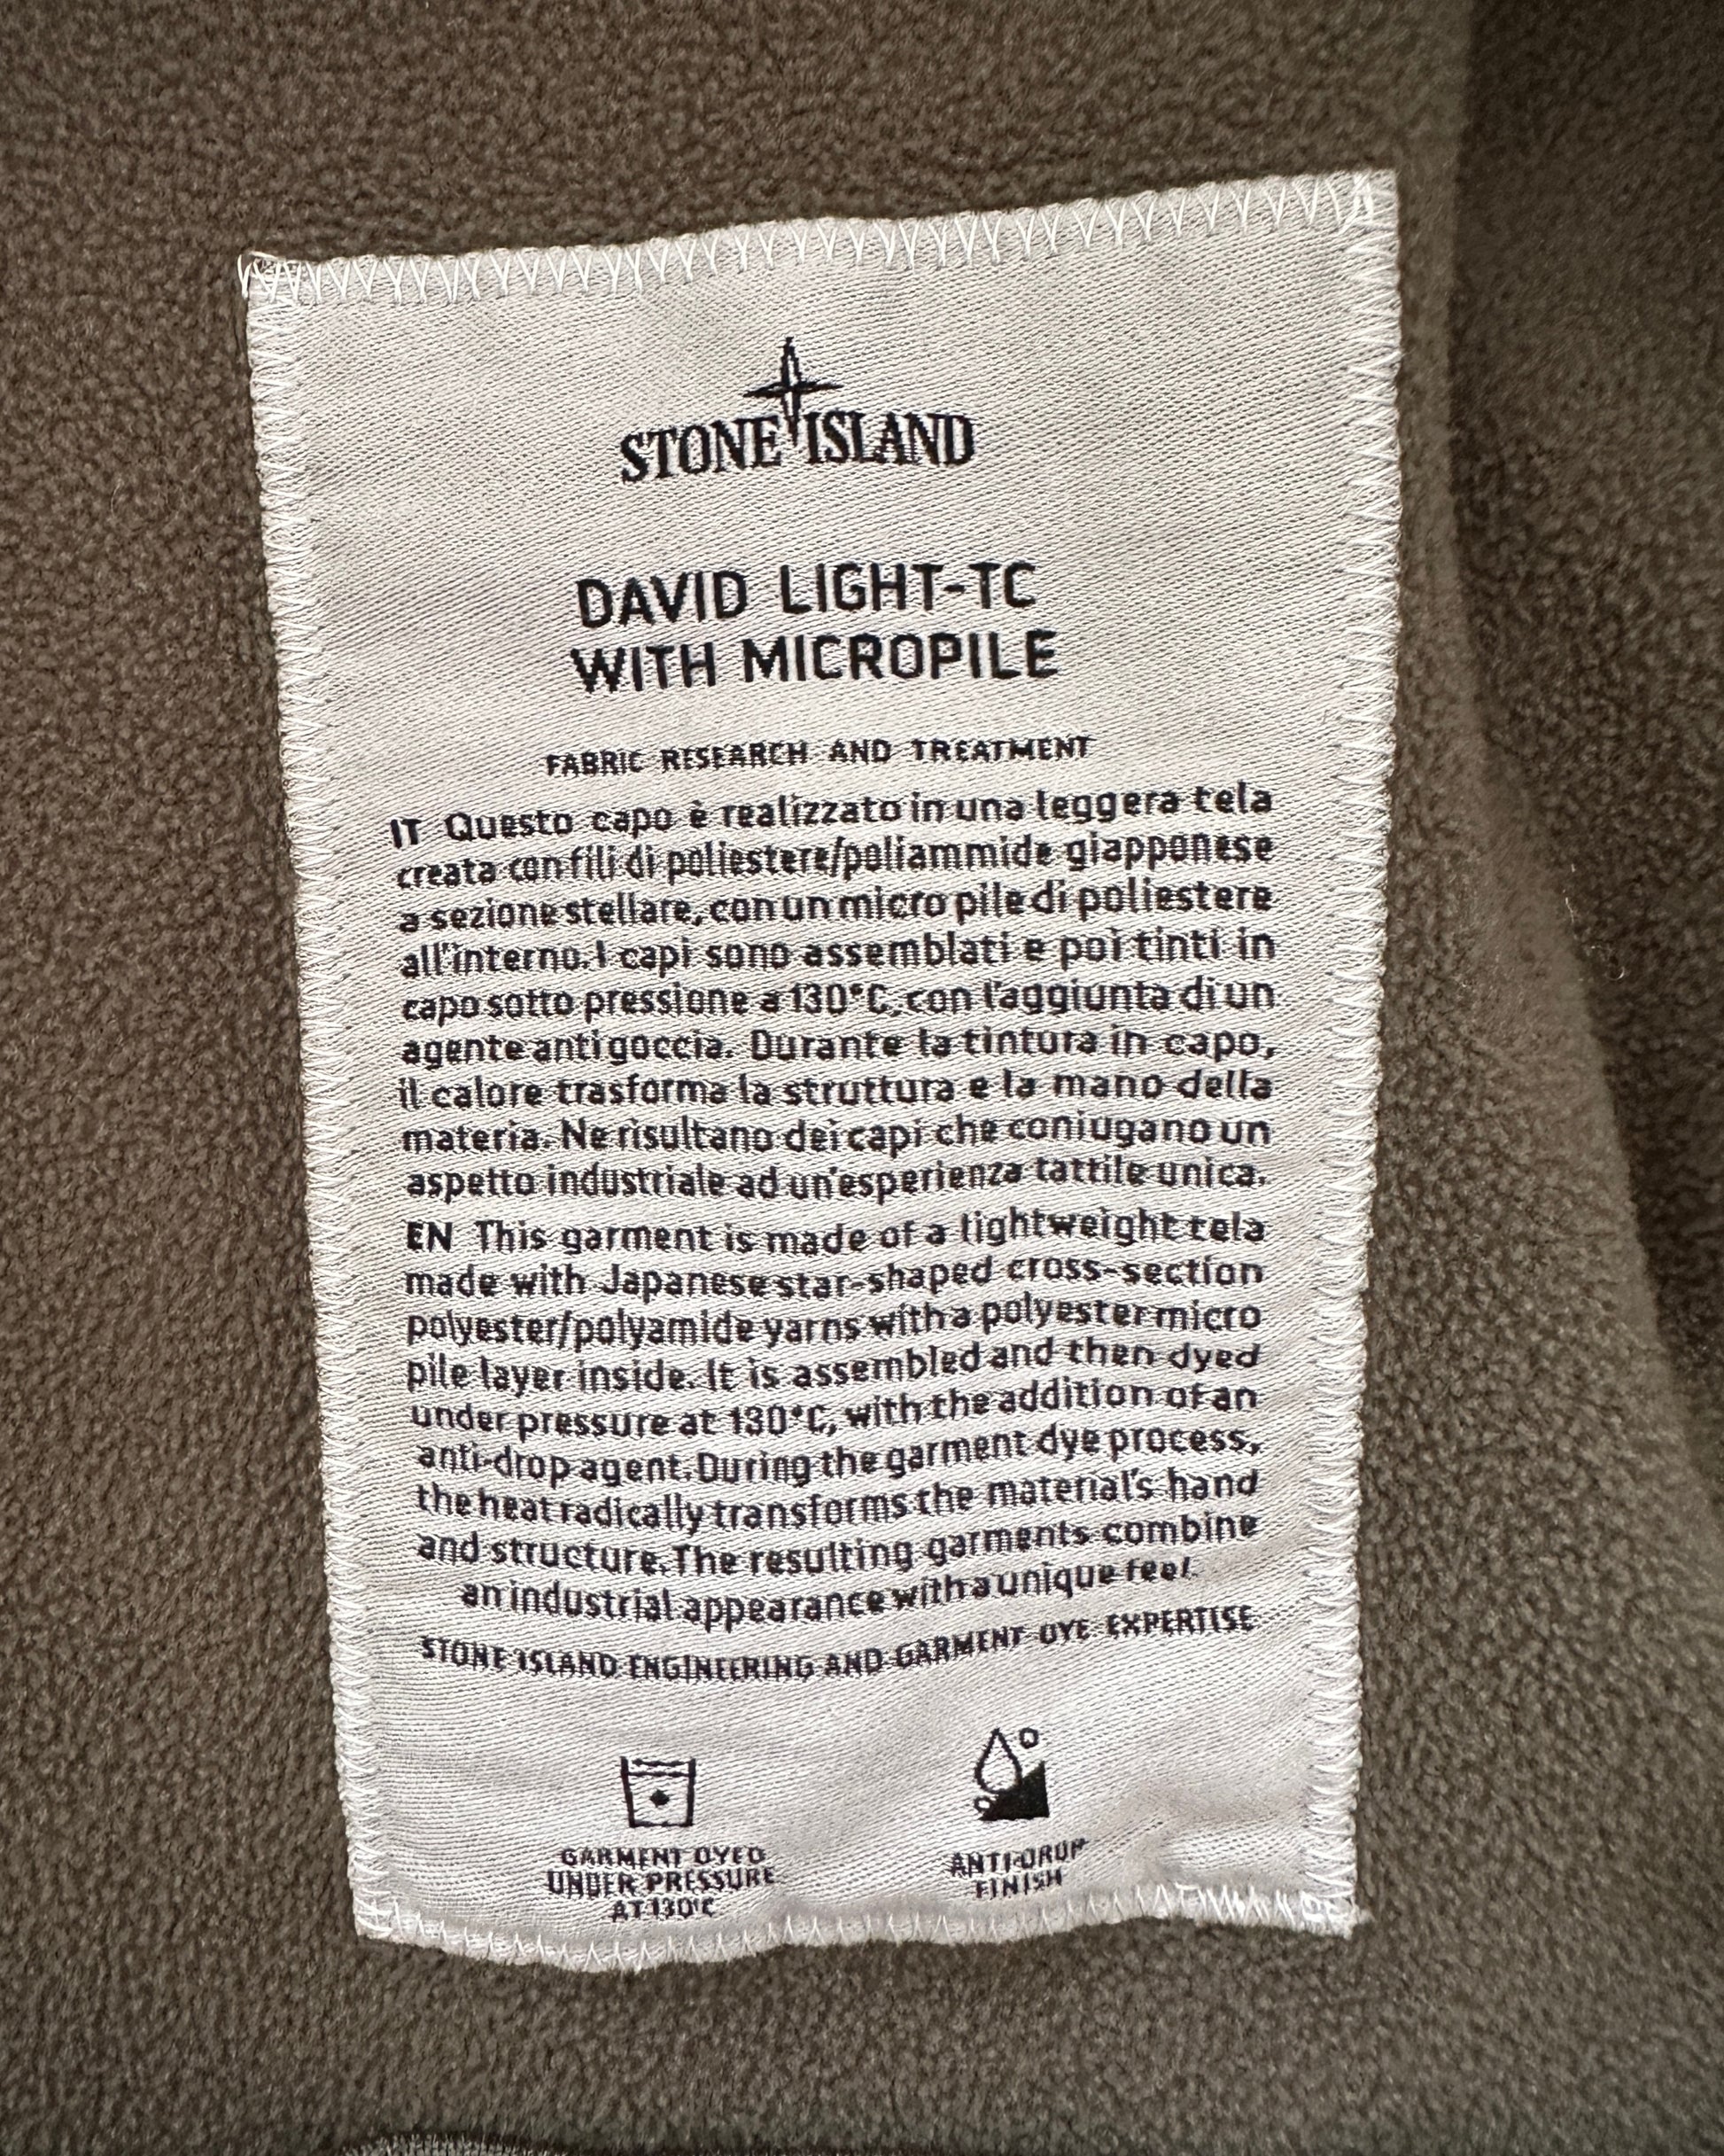 STONE ISLAND
DAVID LIGHT-TC
WITH MICROPILE
FABRIC RESEARCH AND TREATMENT
IT Questo capo è realizzato in una leggera tela
creata con fili di poliestere/poliammide giapponese
a sezione stellare, con un micro pile di poliestere
all'interno. I capi sono assemblati e poi tinti in
capo sotto pressione a 130°C, con l'aggiunta di un
agente anti goccia. Durante la tintura in capo,
il calore trasforma la struttura e la mano della
materia. Ne risultano dei capi che coniugano un
aspetto industriale ad un'esperienza tattile unica.
EN This garment is made of a lightweight tela
made with Japanese star-shaped cross-section
polyester/polyamide yarns with a polyester micro
pile layer inside. It is assembled and then dyed
under pressure at 130°C, with the addition of an
anti-drop agent. During the garment dye process,
the heat radically transforms the material's hand
and structure. The resulting garments combine
an industrial appearance with a unique feel.
STONE ISLAND ENGINEERING AND GARMENT DYE EXPERTISE
GARMENT DYED
UNDER PRESSURE
AT 130°C
ANTI-DROP
FINISH